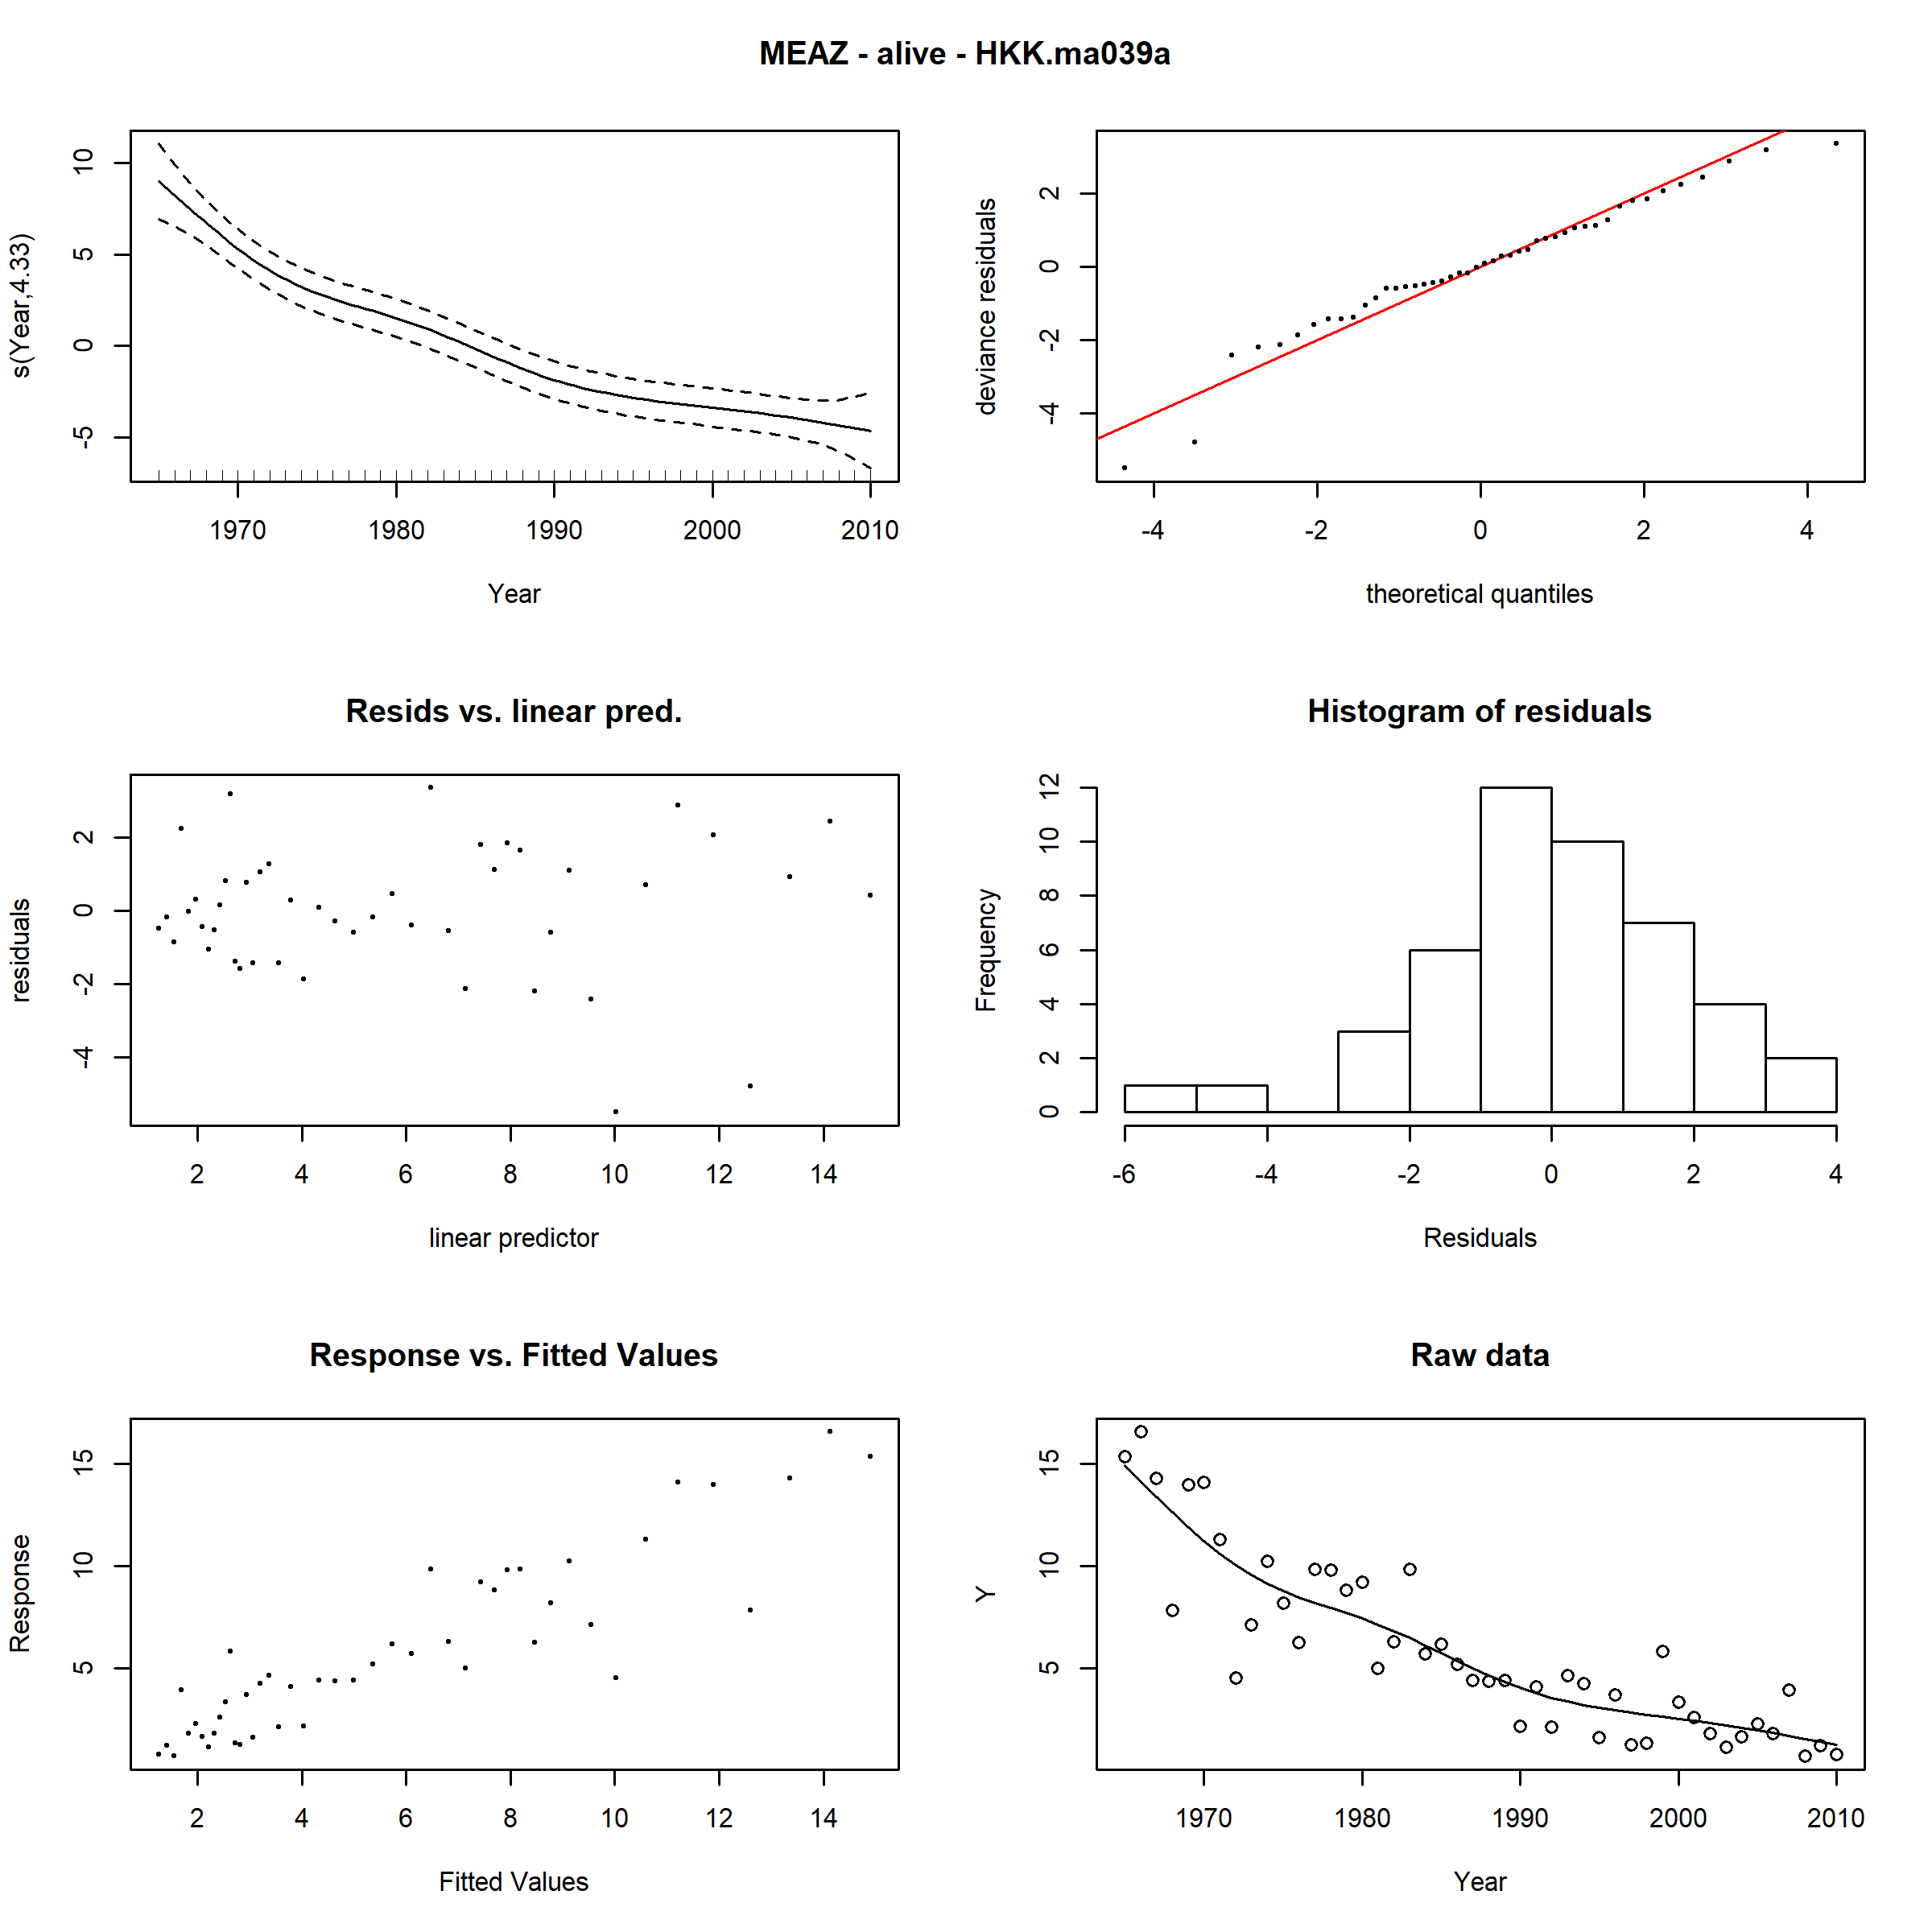 MEAZ - alive - HKK.ma039a
s(Year,4.33)
10
5
0
-5
1970 1980 1990 2000 2010
Year
deviance residuals
2
0
-2
-4
-4 -2 0 2 4
theoretical quantiles
Resids vs. linear pred.
residuals
2
0
-2
-4
2 4 6 8 10 12 14
linear predictor
Histogram of residuals
Frequency
12
10
8
6
4
2
0
-6 -4 -2 0 2 4
Residuals
Response vs. Fitted Values
Response
15
10
5
2 4 6 8 10 12 14
Fitted Values
Raw data
Y
15
10
5
1970 1980 1990 2000 2010
Year